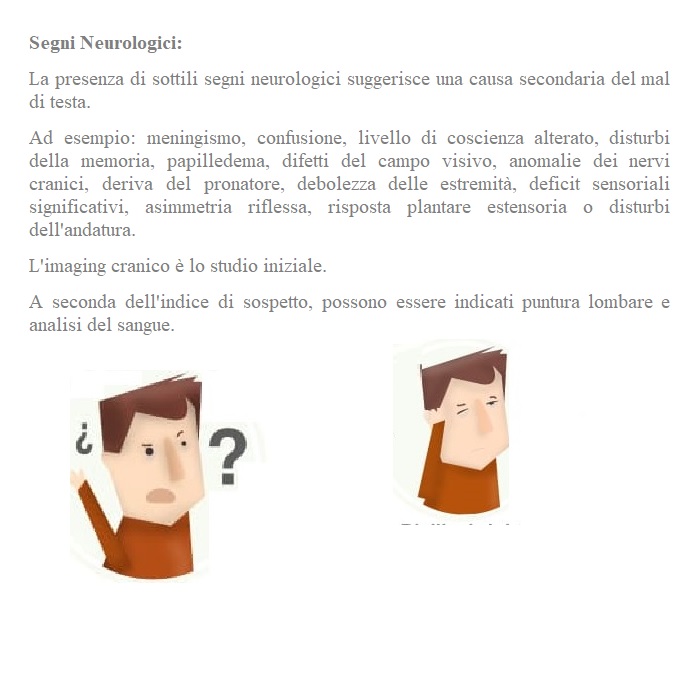 Segni Neurologici:
La presenza di sottili segni neurologici suggerisce una causa secondaria del mal
di testa.
Ad esempio: meningismo, confusione, livello di coscienza alterato, disturbi
della memoria, papilledema, difetti del campo visivo, anomalie dei nervi
cranici, deriva del pronatore, debolezza delle estremità, deficit sensoriali
significativi, asimmetria riflessa, risposta plantare estensoria o disturbi
dell'andatura.
L'imaging cranico è lo studio iniziale.
A seconda dell'indice di sospetto, possono essere indicati puntura lombare e
analisi del sangue.
¿ ?